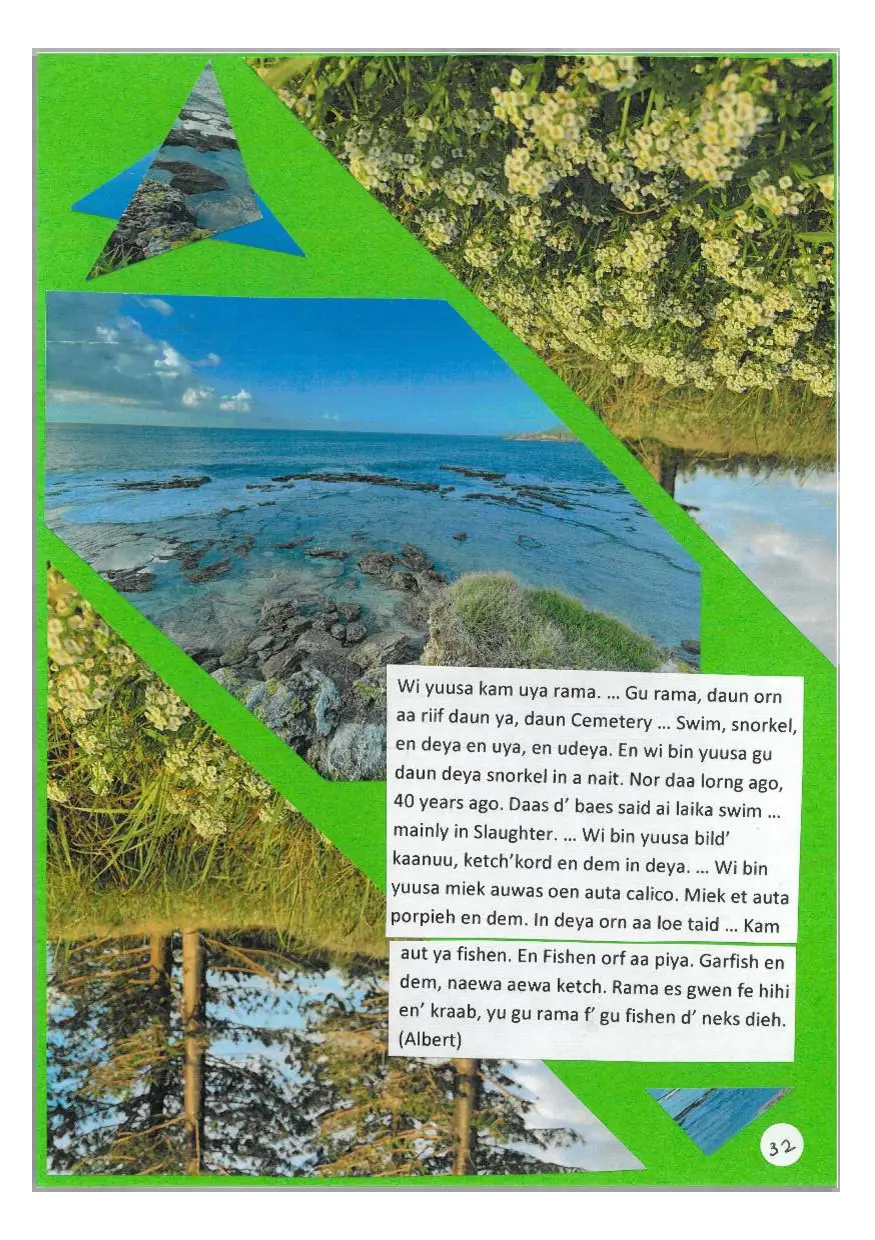 Wi yuusa kam uya rama. ... Gu rama, daun orn
aa riif daun ya, daun Cemetery ... Swim, snorkel,
en deya en uya, en udeya. En wi bin yuusa gu
daun deya snorkel in a nait. Nor daa lorng ago,
40 years ago. Daas d’ baes said ai laika swim ...
mainly in Slaughter. ... Wi bin yuusa bild’
kaanuu, ketch’kord en dem in deya. ... Wi bin
yuusa miek auwas oen auta calico. Miek et auta
porpieh en dem. In deya orn aa loe taid ... Kam
aut ya fishen. En Fishen orf aa piya. Garfish en
dem, naewa aewa ketch. Rama es gwen fe hihi
en’ kraab, yu gu rama f’ gu fishen d’ neks dieh.
(Albert)
32